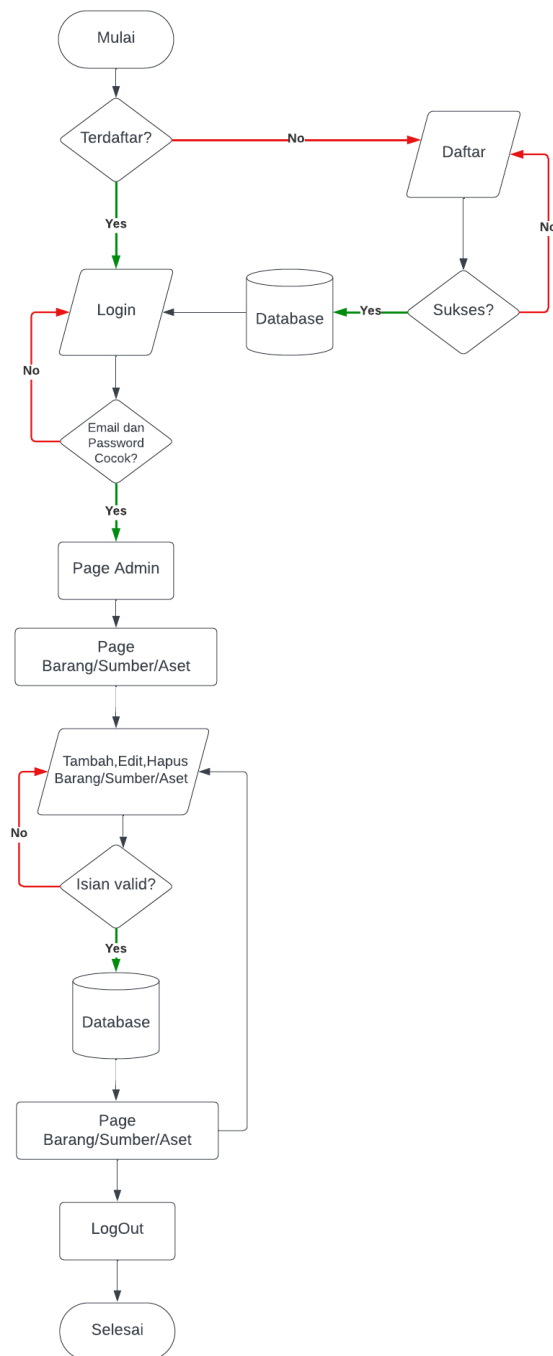 Mulai
Terdaftar?
No
Daftar
Yes
No
Login
Database
Yes
Sukses?
No
Email dan
Password
Cocok?
Yes
Page Admin
Page
Barang/Sumber/Aset
Tambah,Edit,Hapus
Barang/Sumber/Aset
No
Isian valid?
Yes
Database
Page
Barang/Sumber/Aset
LogOut
Selesai